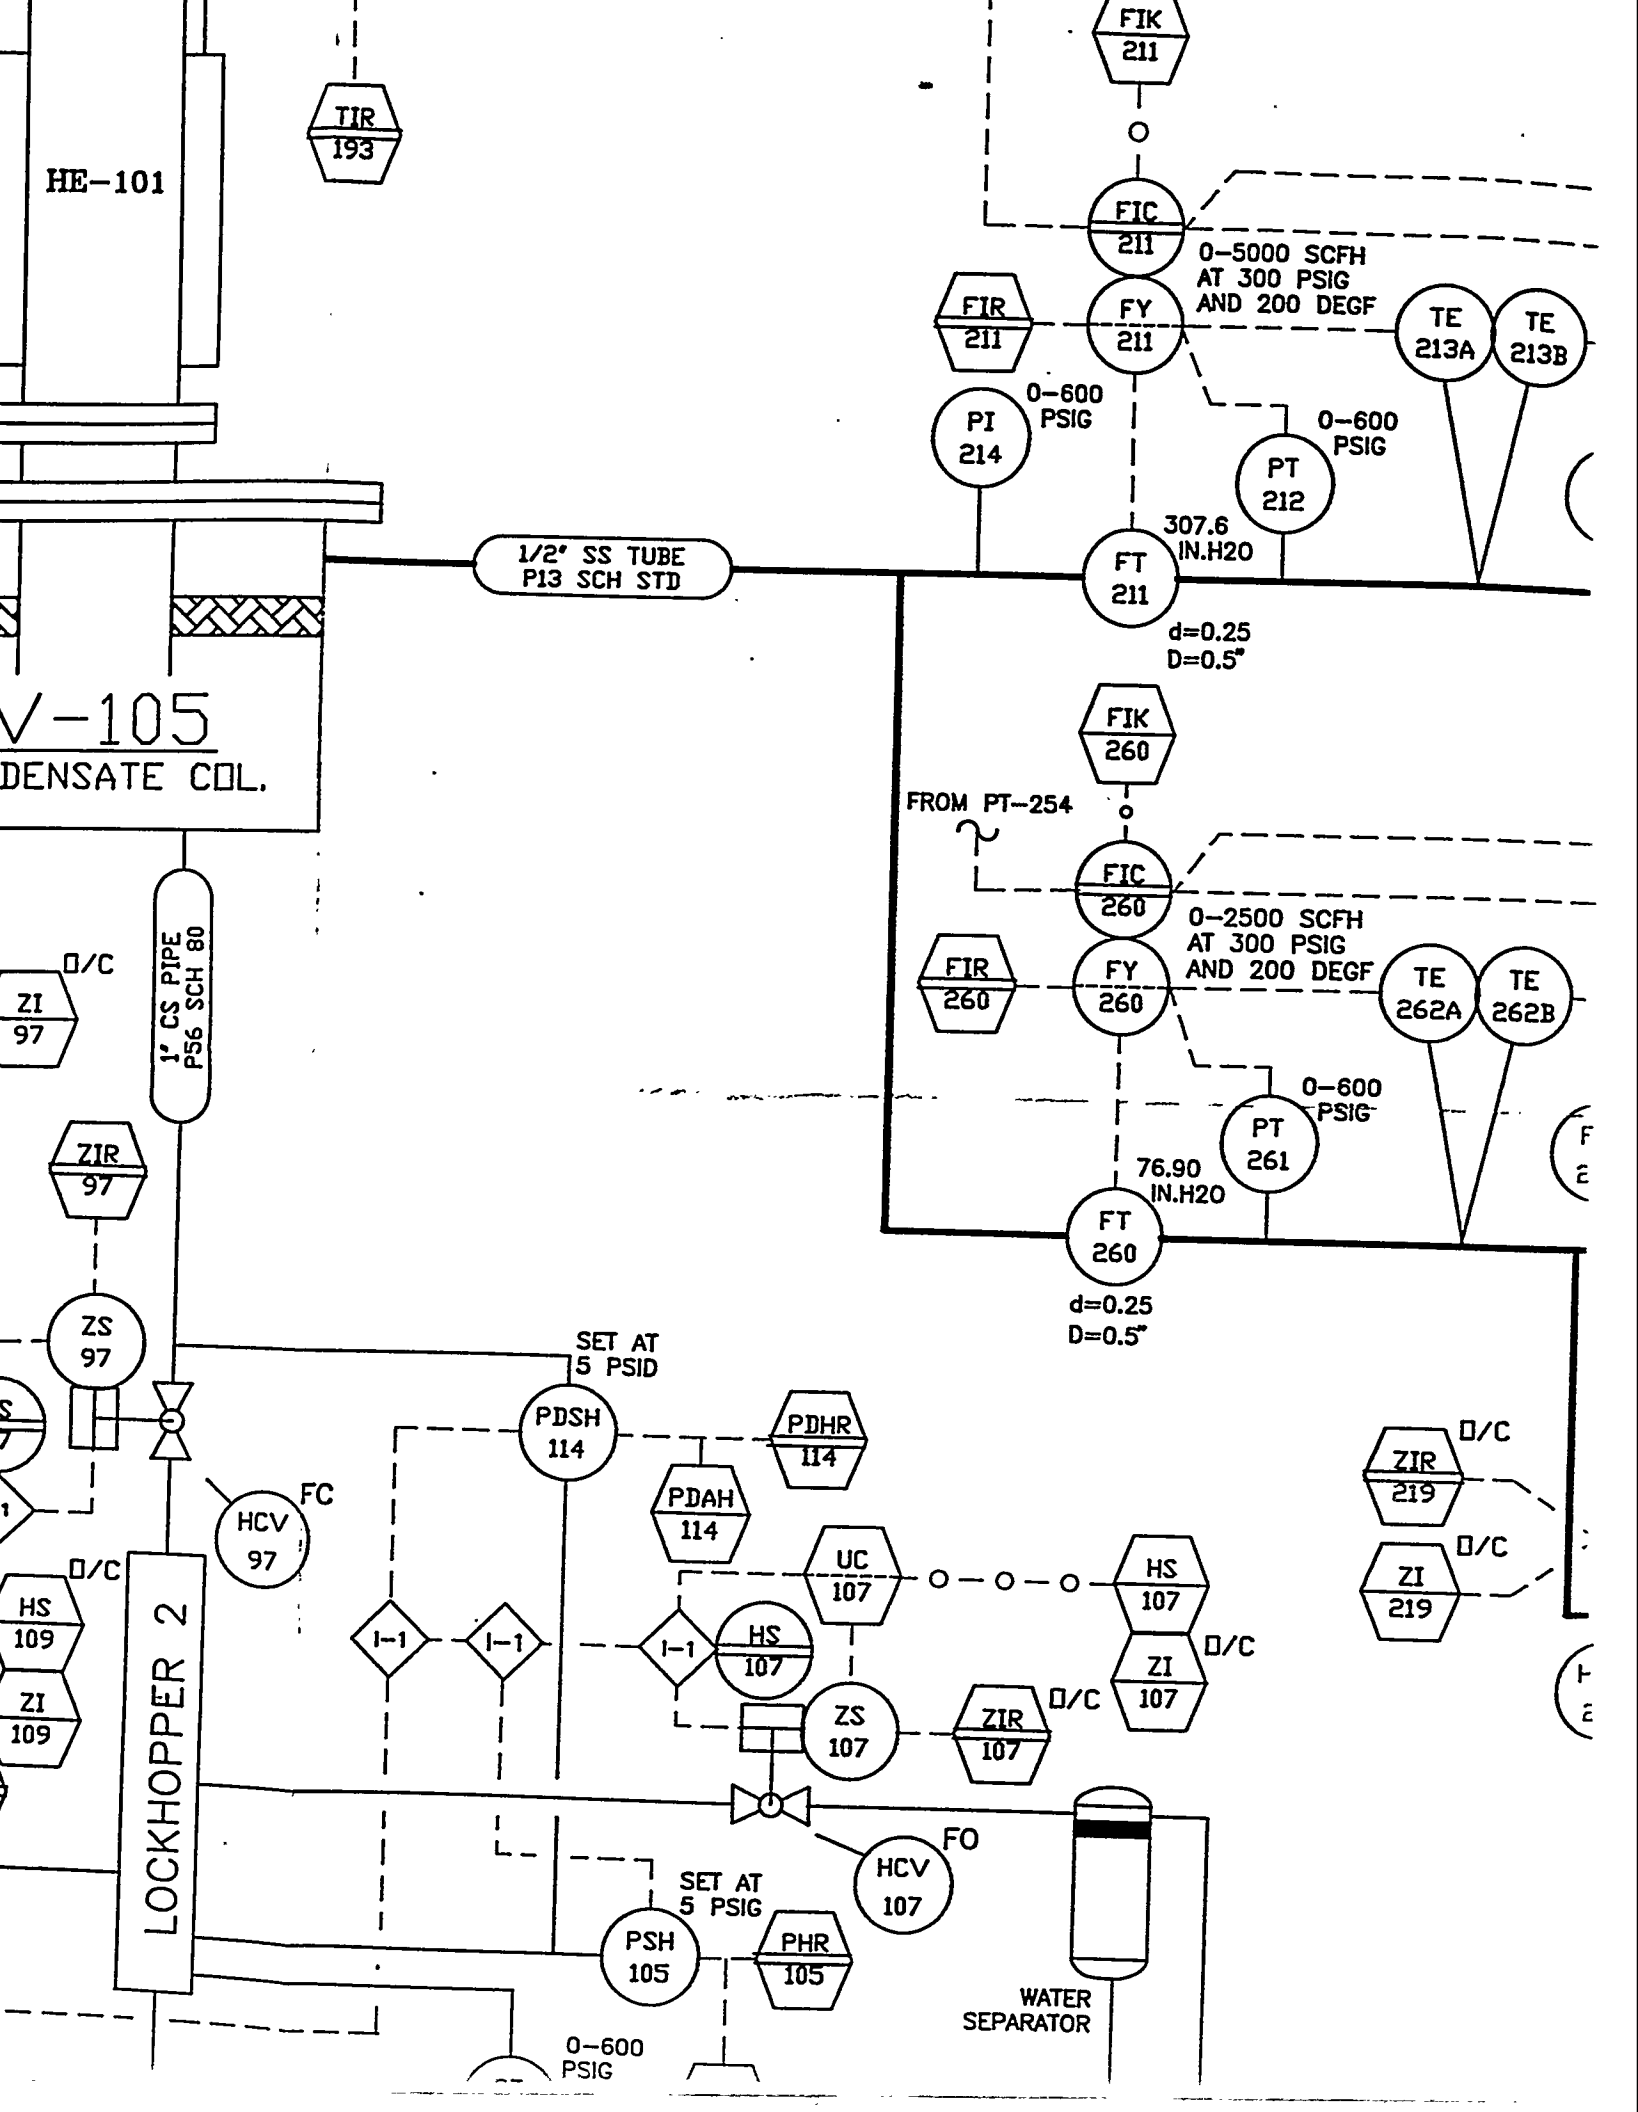 FIK
211
TIR
193
HE-101
FIC
211
0-5000 SCFH
AT 300 PSIG
AND 200 DEGF
FIR
211
FY
211
TE
213A
TE
213B
PI
214
0-600
PSIG
0-600
PSIG
PT
212
307.6
IN.H2O
1/2" SS TUBE
P13 SCH STD
FT
211
d=0.25
D=0.5"
V-105
DENSATE COL.
FIK
260
FROM PT-254
FIC
260
0-2500 SCFH
AT 300 PSIG
AND 200 DEGF
FIR
260
FY
260
TE
262A
TE
262B
1" CS PIPE
P56 SCH 80
O/C
ZI
97
0-600
PSIG
PT
261
76.90
IN.H2O
ZIR
97
FT
260
d=0.25
D=0.5"
ZS
97
SET AT
5 PSID
PDSH
114
PDHR
114
PDAH
114
O/C
ZIR
219
O/C
ZI
219
FC
HCV
97
UC
107
HS
107
O/C
HS
109
I-1
I-1
I-1
HS
107
O/C
ZI
107
ZI
109
LOCKHOPPER 2
ZS
107
O/C
ZIR
107
FO
HCV
107
SET AT
5 PSIG
PSH
105
PHR
105
WATER
SEPARATOR
0-600
PSIG